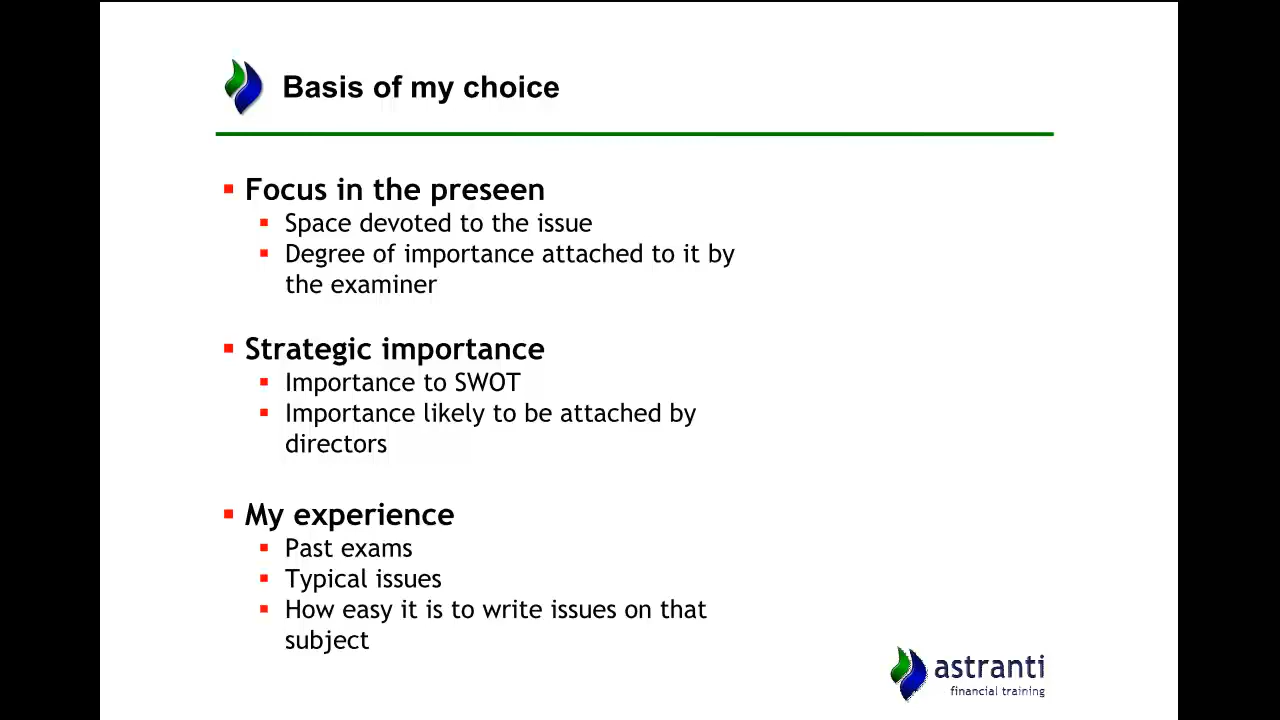 Basis of my choice
Focus in the preseen
Space devoted to the issue
Degree of importance attached to it by
the examiner
Strategic importance
Importance to SWOT
Importance likely to be attached by
directors
My experience
Past exams
Typical issues
How easy it is to write issues on that
subject
astranti
financial training